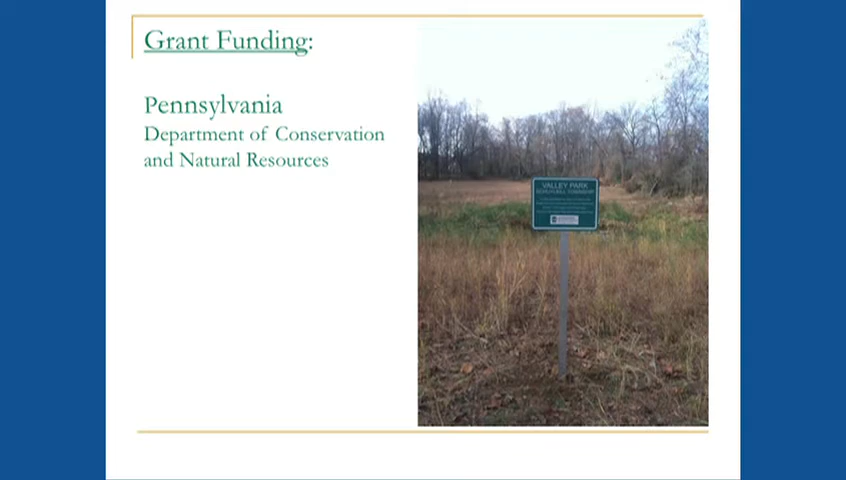 Grant Funding:
Pennsylvania
Department of Conservation
and Natural Resources
VALLEY PARK
SCHUYLKILL TOWNSHIP